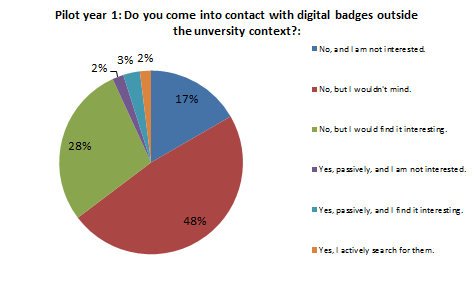 Pilot year 1: Do you come into contact with digital badges outside
the unversity context?:
2%
3%
2%
17%
28%
48%
No, and I am not interested.
No, but I wouldn't mind.
No, but I would find it interesting.
Yes, passively, and I am not interested.
Yes, passively, and I find it interesting.
Yes, I actively search for them.